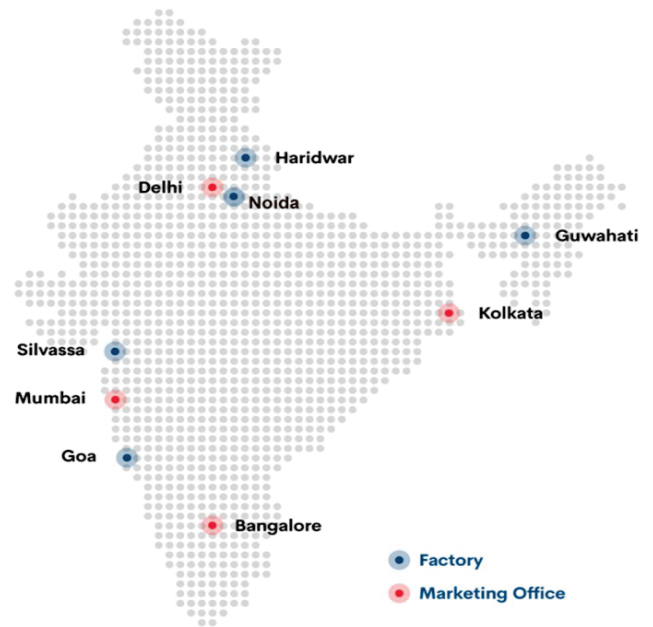 Haridwar
Delhi
Noida
Guwahati
Kolkata
Silvassa
Mumbai
Goa
Bangalore
Factory
Marketing Office